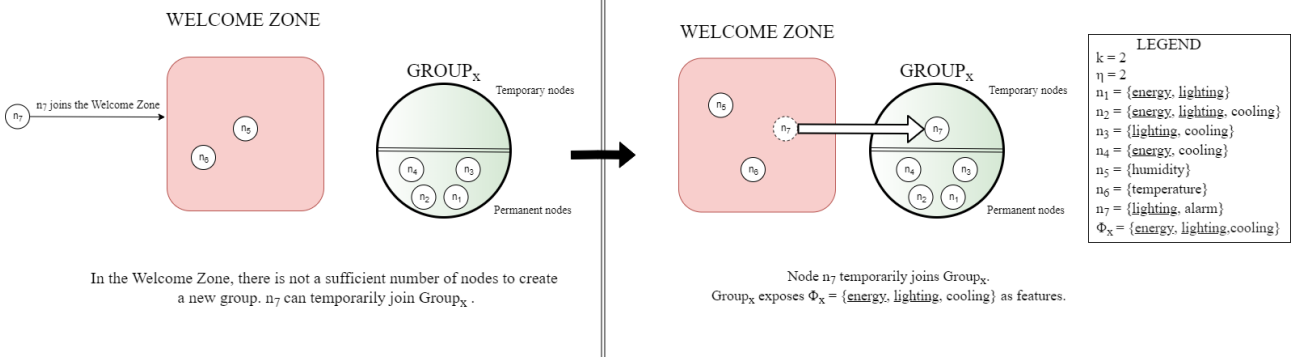 WELCOME ZONE
GROUPx
Temporary nodes
n7
n7 joins the Welcome Zone
n5
n6
n4
n3
n2
n1
Permanent nodes
In the Welcome Zone, there is not a sufficient number of nodes to create
a new group. n7 can temporarily join Groupx .
WELCOME ZONE
GROUPx
Temporary nodes
n5
n7
n7
n6
n4
n3
n2
n1
Permanent nodes
Node n7 temporarily joins Groupx.
Groupx exposes Φx = {energy, lighting, cooling} as features.
LEGEND
k = 2
η = 2
n1 = {energy, lighting}
n2 = {energy, lighting, cooling}
n3 = {lighting, cooling}
n4 = {energy, cooling}
n5 = {humidity}
n6 = {temperature}
n7 = {lighting, alarm}
Φx = {energy, lighting,cooling}